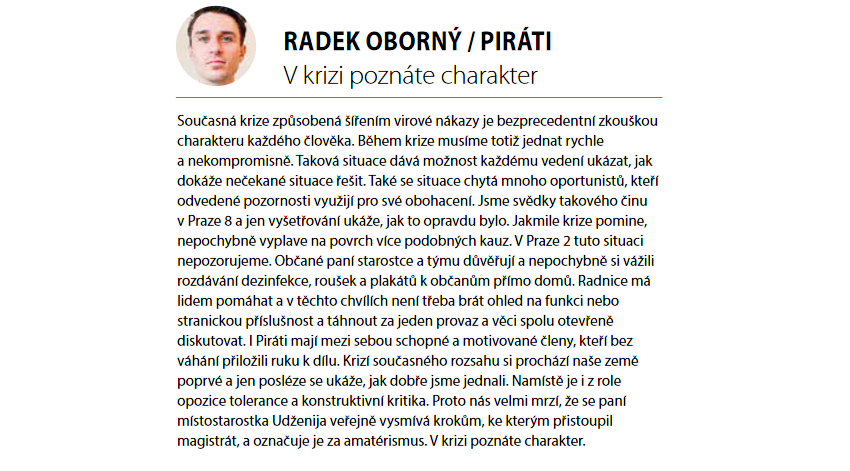 RADEK OBORNÝ / PIRÁTI
V krizi poznáte charakter
Současná krize způsobená šířením virové nákazy je bezprecedentní zkouškou
charakteru každého člověka. Během krize musíme totiž jednat rychle
a nekompromisně. Taková situace dává možnost každému vedení ukázat, jak
dokáže nečekané situace řešit. Také se situace chytá mnoho oportunistů, kteří
odvedené pozornosti využijí pro své obohacení. Jsme svědky takového činu
v Praze 8 a jen vyšetřování ukáže, jak to opravdu bylo. Jakmile krize pomine,
nepochybně vyplave na povrch více podobných kauz. V Praze 2 tuto situaci
nepozorujeme. Občané paní starostce a týmu důvěřují a nepochybně si vážili
rozdávání dezinfekce, roušek a plakátů k občanům přímo domů. Radnice má
lidem pomáhat a v těchto chvílích není třeba brát ohled na funkci nebo
stranickou příslušnost a táhnout za jeden provaz a věci spolu otevřeně
diskutovat. I Piráti mají mezi sebou schopné a motivované členy, kteří bez
váhání přiložili ruku k dílu. Krizí současného rozsahu si prochází naše země
poprvé a jen posléze se ukáže, jak dobře jsme jednali. Namístě je i z role
opozice tolerance a konstruktivní kritika. Proto nás velmi mrzí, že se paní
místostarostka Udženija veřejně vysmívá krokům, ke kterým přistoupil
magistrát, a označuje je za amatérismus. V krizi poznáte charakter.